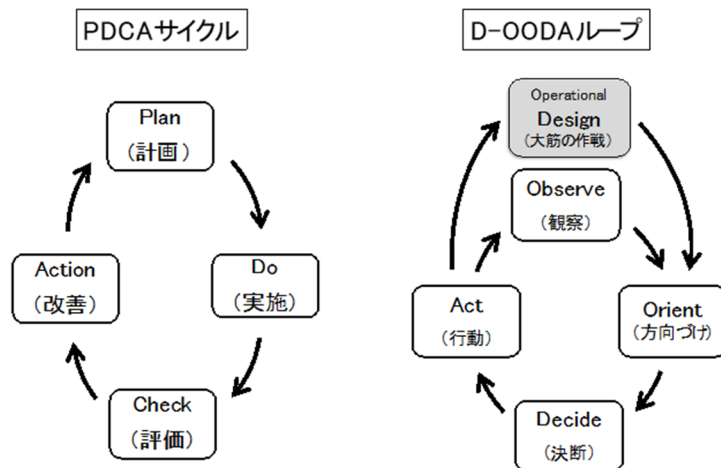 PDCAサイクル
Plan
(計画)
Do
(実施)
Check
(評価)
Action
(改善)
D-OODAループ
Operational
Design
(大筋の作戦)
Observe
(観察)
Orient
(方向づけ)
Decide
(決断)
Act
(行動)